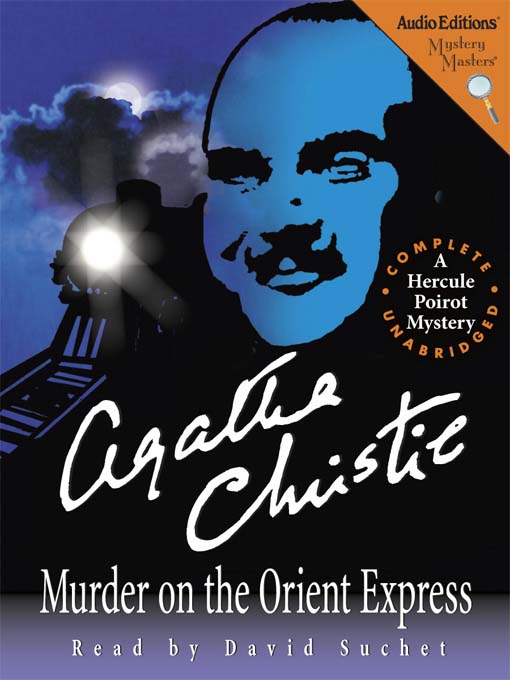 Audio Editions®
Mystery
Masters®
COMPLETE
A
Hercule
Poirot
Mystery
UNABRIDGED
Agatha
Christie
Murder on the Orient Express
Read by David Suchet